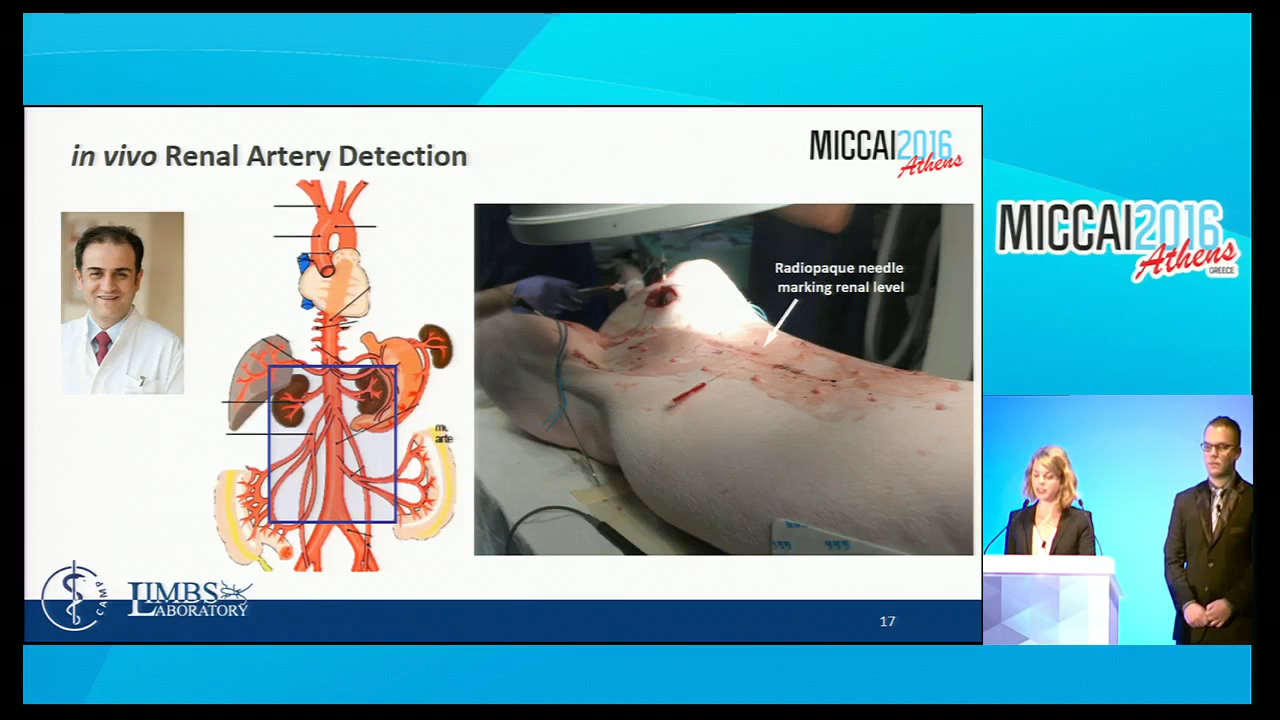 in vivo Renal Artery Detection
MICCAI2016
Athens
Radiopaque needle
marking renal level
arte
CAMP
LIMBS
LABORATORY
17
MICCAI2016
Athens
GREECE